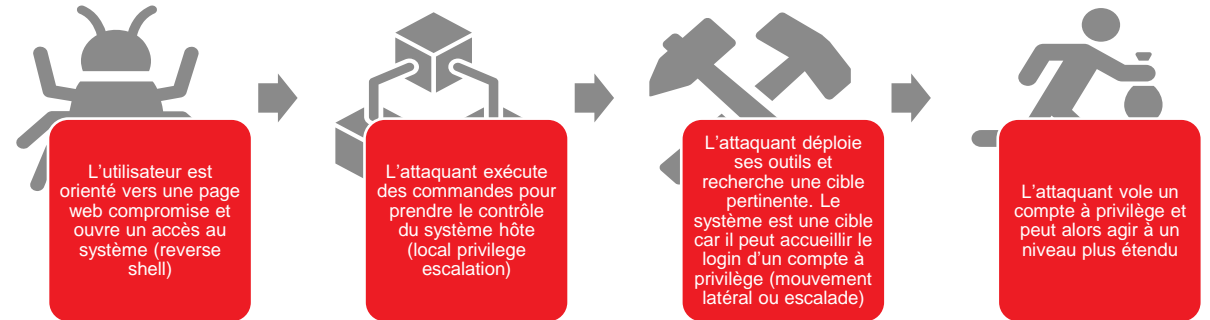 L'utilisateur est
orienté vers une page
web compromise et
ouvre un accès au
système (reverse
shell)
L'attaquant exécute
des commandes pour
prendre le contrôle
du système hôte
(local privilege
escalation)
L'attaquant déploie
ses outils et
recherche une cible
pertinente. Le
système est une cible
car il peut accueillir le
login d'un compte à
privilège (mouvement
latéral ou escalade)
L'attaquant vole un
compte à privilège et
peut alors agir à un
niveau plus étendu